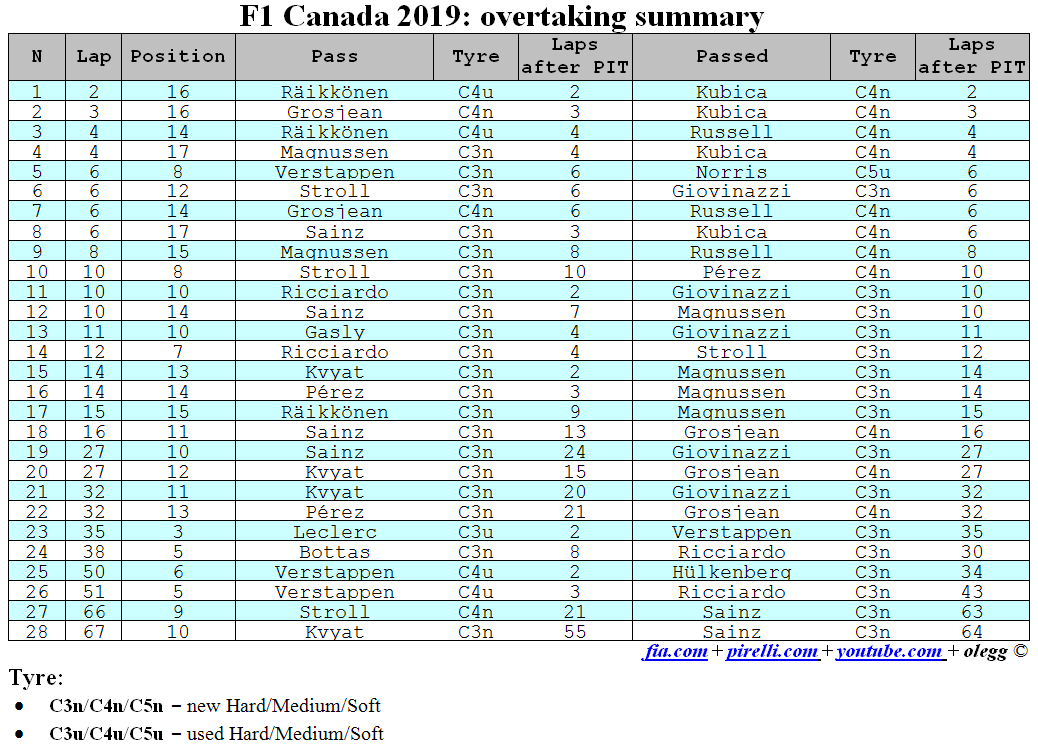 F1 Canada 2019: overtaking summary
N Lap Position Pass Tyre Laps after PIT Passed Tyre Laps after PIT
1 2 16 Räikkönen C4u 2 Kubica C4n 2
2 3 16 Grosjean C4n 3 Kubica C4n 3
3 4 14 Räikkönen C4u 4 Russell C4n 4
4 4 17 Magnussen C3n 4 Kubica C4n 4
5 6 8 Verstappen C3n 6 Norris C5u 6
6 6 12 Stroll C3n 6 Giovinazzi C3n 6
7 6 14 Grosjean C4n 6 Russell C4n 6
8 6 17 Sainz C3n 3 Kubica C4n 6
9 8 15 Magnussen C3n 8 Russell C4n 8
10 10 8 Stroll C3n 10 Pérez C4n 10
11 10 10 Ricciardo C3n 2 Giovinazzi C3n 10
12 10 14 Sainz C3n 7 Magnussen C3n 10
13 11 10 Gasly C3n 4 Giovinazzi C3n 11
14 12 7 Ricciardo C3n 4 Stroll C3n 12
15 14 13 Kvyat C3n 2 Magnussen C3n 14
16 14 14 Pérez C3n 3 Magnussen C3n 14
17 15 15 Räikkönen C3n 9 Magnussen C3n 15
18 16 11 Sainz C3n 13 Grosjean C4n 16
19 27 10 Sainz C3n 24 Giovinazzi C3n 27
20 27 12 Kvyat C3n 15 Grosjean C4n 27
21 32 11 Kvyat C3n 20 Giovinazzi C3n 32
22 32 13 Pérez C3n 21 Grosjean C4n 32
23 35 3 Leclerc C3u 2 Verstappen C3n 35
24 38 5 Bottas C3n 8 Ricciardo C3n 30
25 50 6 Verstappen C4u 2 Hülkenberg C3n 34
26 51 5 Verstappen C4u 3 Ricciardo C3n 43
27 66 9 Stroll C4n 21 Sainz C3n 63
28 67 10 Kvyat C3n 55 Sainz C3n 64
fia.com + pirelli.com + youtube.com + olegg ©
Tyre:
● C3n/C4n/C5n – new Hard/Medium/Soft
● C3u/C4u/C5u – used Hard/Medium/Soft